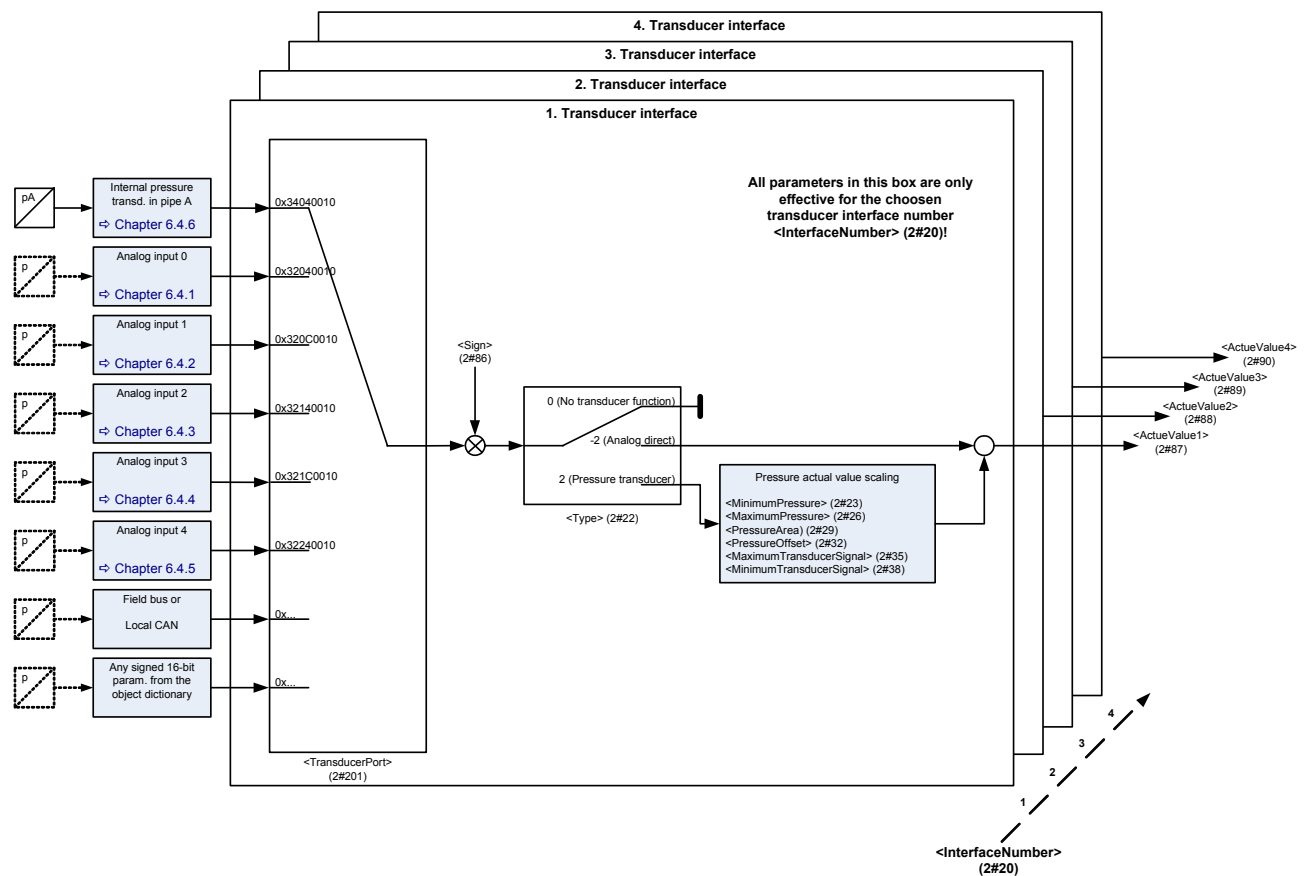 4. Transducer interface
3. Transducer interface
2. Transducer interface
1. Transducer interface
All parameters in this box are only
effective for the choosen
transducer interface number
<InterfaceNumber> (2#20)!
pA
Internal pressure
transd. in pipe A
⇨ Chapter 6.4.6
0x34040010
p
Analog input 0
⇨ Chapter 6.4.1
0x32040010
p
Analog input 1
⇨ Chapter 6.4.2
0x320C0010
p
Analog input 2
⇨ Chapter 6.4.3
0x32140010
p
Analog input 3
⇨ Chapter 6.4.4
0x321C0010
p
Analog input 4
⇨ Chapter 6.4.5
0x32240010
p
Field bus or
Local CAN
0x...
p
Any signed 16-bit
param. from the
object dictionary
0x...
<TransducerPort>
(2#201)
<Sign>
(2#86)
0 (No transducer function)
-2 (Analog direct)
2 (Pressure transducer)
<Type> (2#22)
Pressure actual value scaling
<MinimumPressure> (2#23)
<MaximumPressure> (2#26)
<PressureArea) (2#29)
<PressureOffset> (2#32)
<MaximumTransducerSignal> (2#35)
<MinimumTransducerSignal> (2#38)
<ActueValue4>
(2#90)
<ActueValue3>
(2#89)
<ActueValue2>
(2#88)
<ActueValue1>
(2#87)
4
3
2
1
<InterfaceNumber>
(2#20)